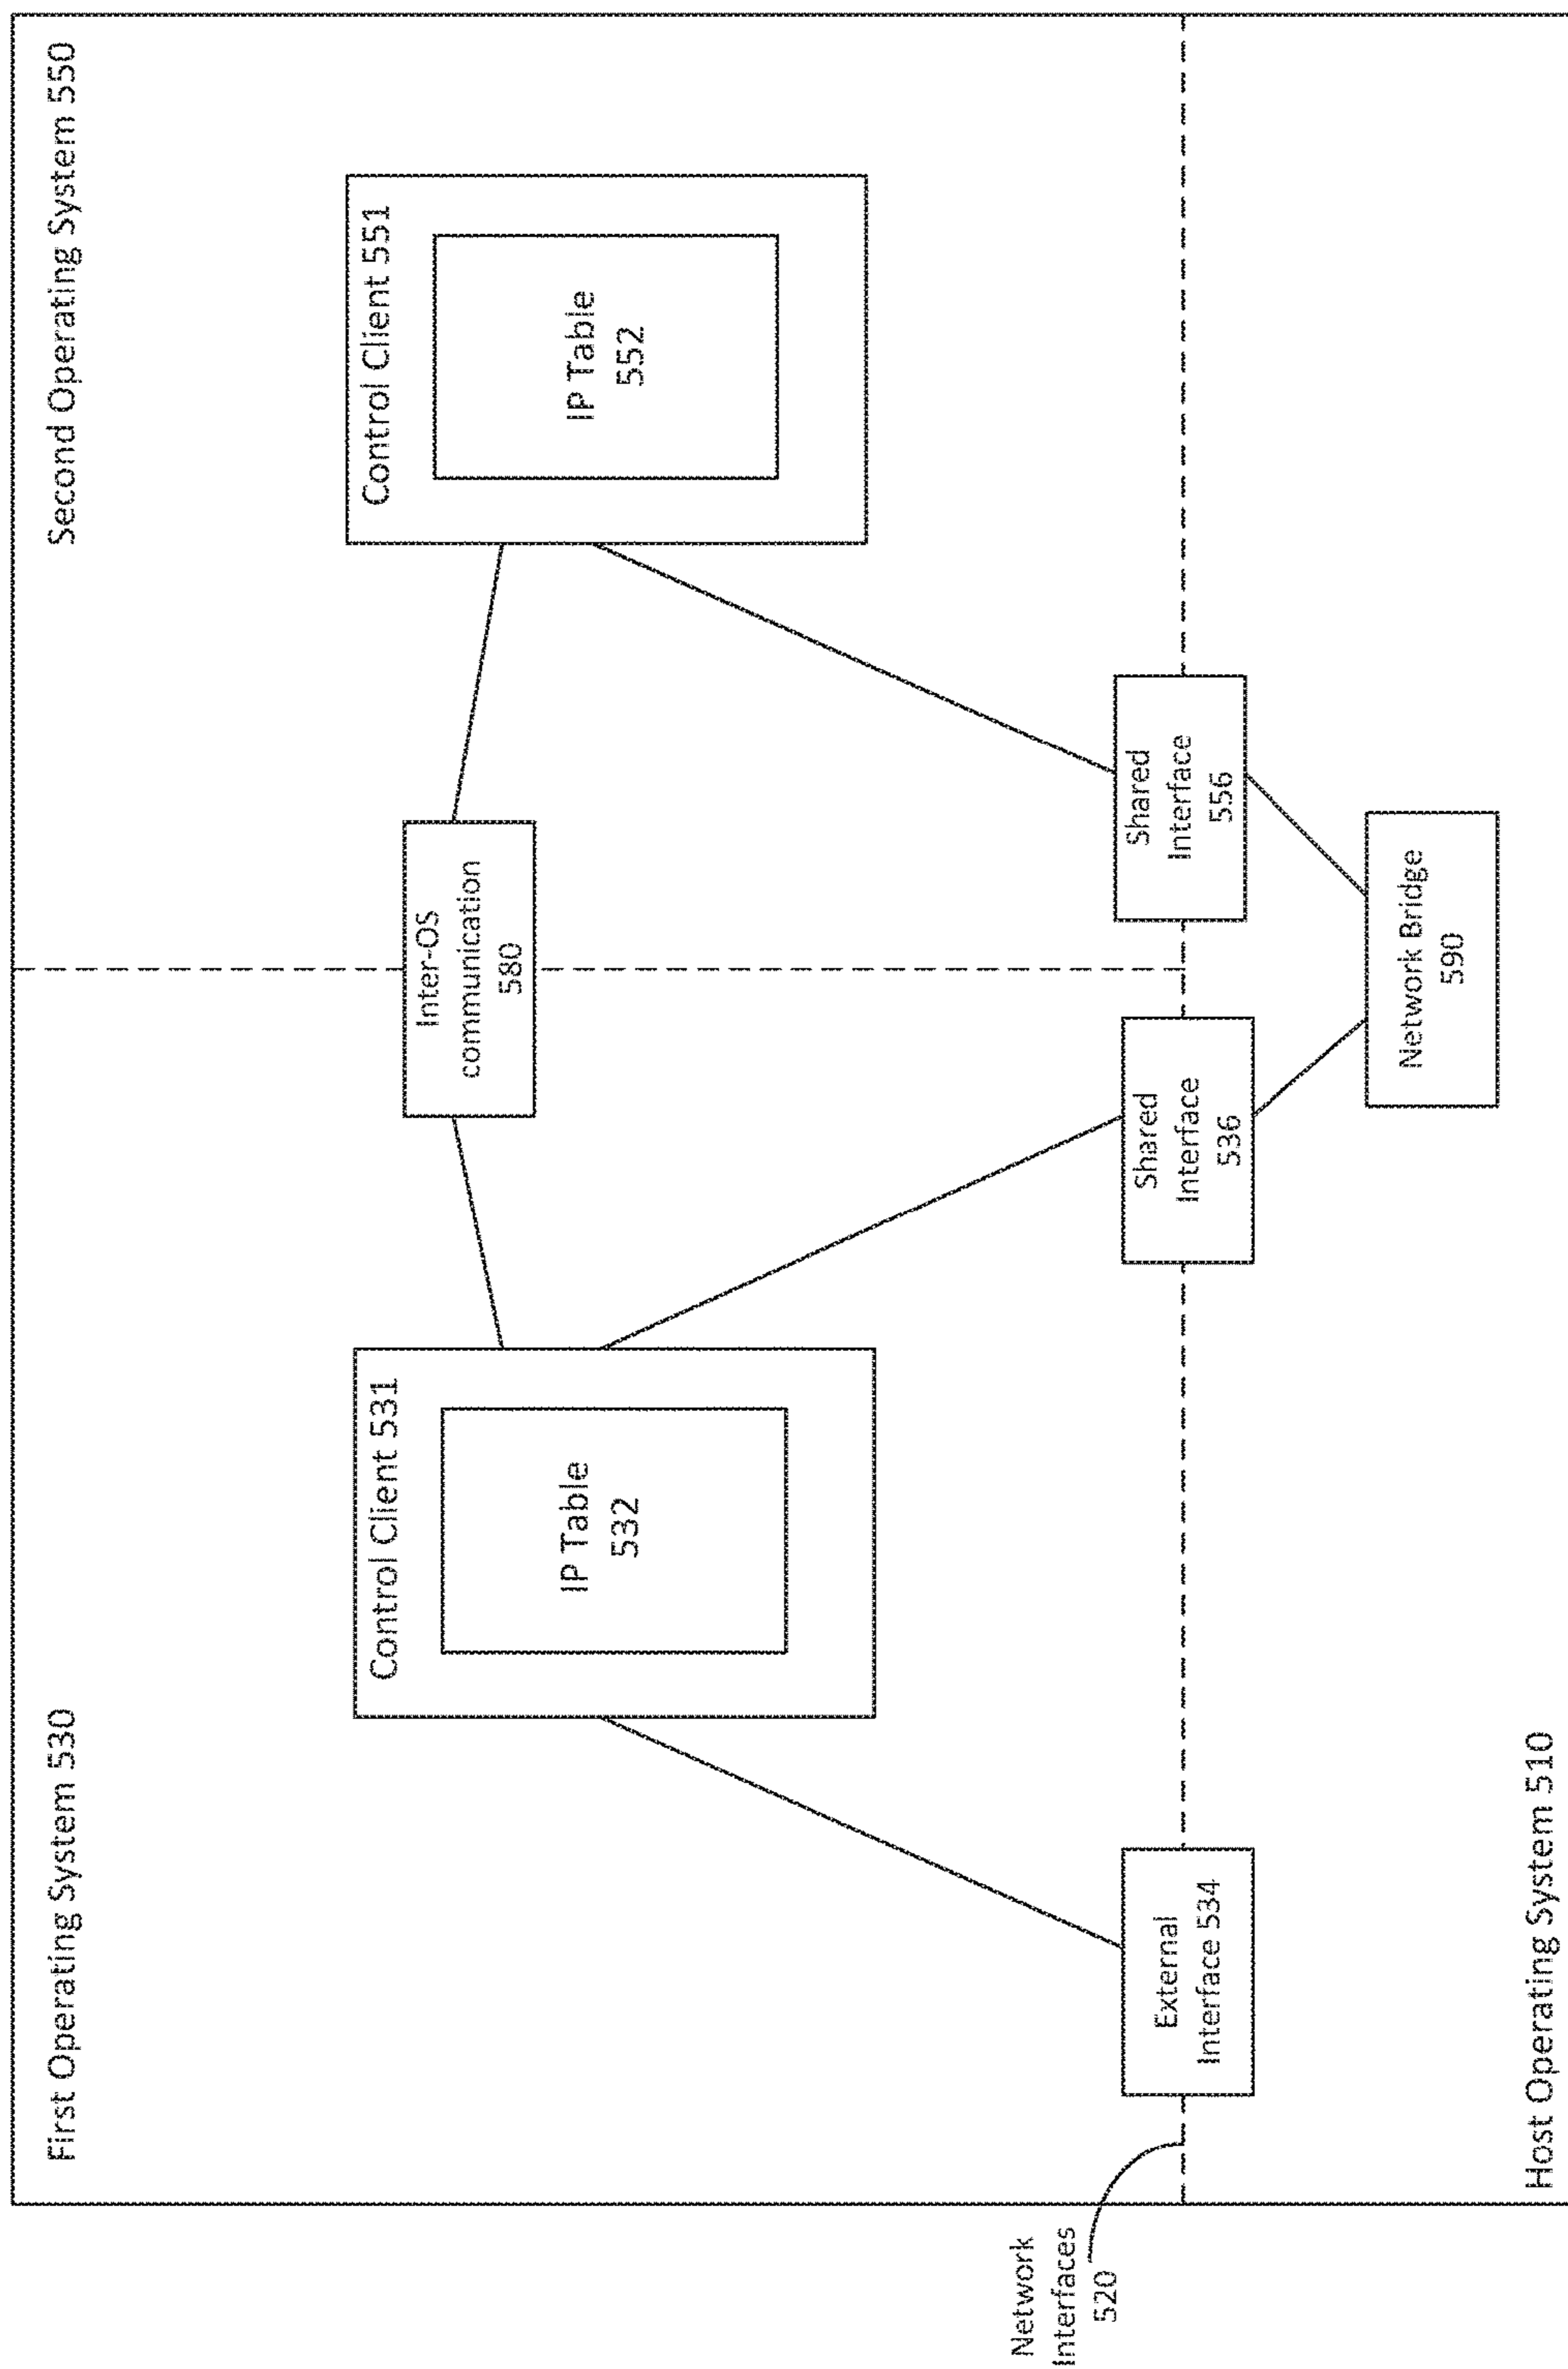 First Operating System 530
Second Operating System 550
Control Client 531
IP Table
532
Inter-OS
communication
580
Control Client 551
IP Table
552
Network
Interfaces
520
External
Interface 534
Shared
Interface
536
Shared
Interface
556
Network Bridge
590
Host Operating System 510